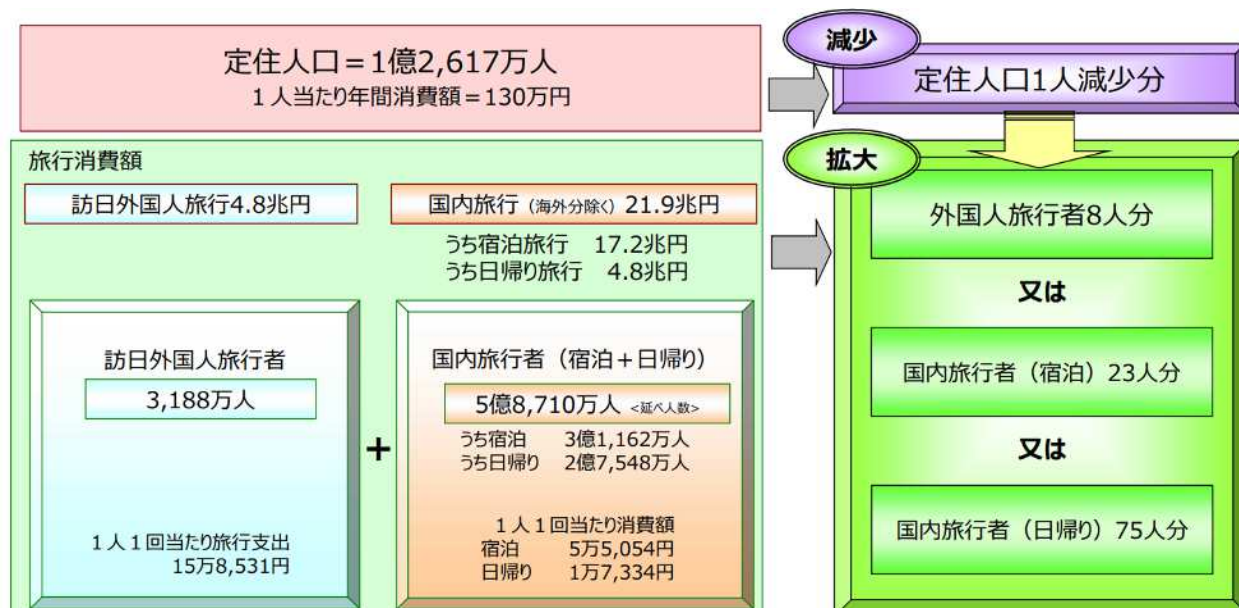 定住人口＝1億2,617万人
1人当たり年間消費額＝130万円
減少
定住人口1人減少分
旅行消費額
訪日外国人旅行4.8兆円
国内旅行（海外分除く）21.9兆円
うち宿泊旅行 17.2兆円
うち日帰り旅行 4.8兆円
訪日外国人旅行者
3,188万人
1人1回当たり旅行支出
15万8,531円
+
国内旅行者（宿泊＋日帰り）
5億8,710万人 <延べ人数>
うち宿泊 3億1,162万人
うち日帰り 2億7,548万人
1人1回当たり消費額
宿泊 5万5,054円
日帰り 1万7,334円
拡大
外国人旅行者8人分
又は
国内旅行者（宿泊）23人分
又は
国内旅行者（日帰り）75人分